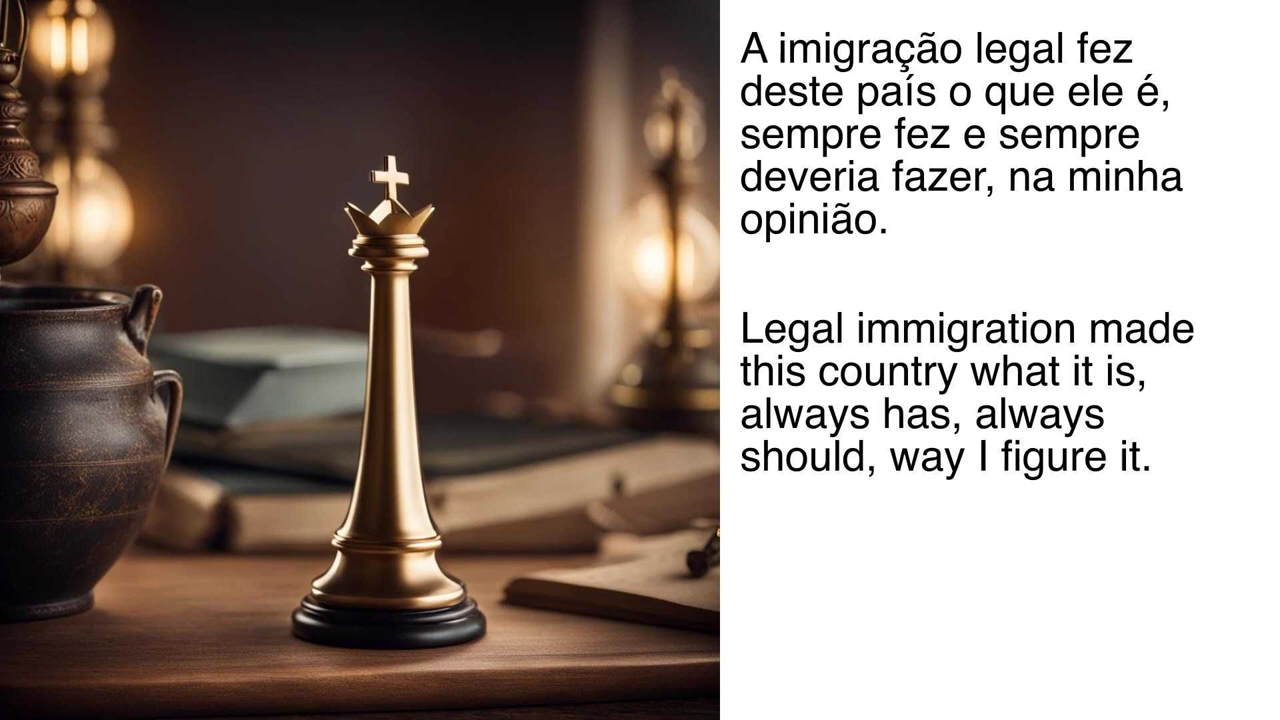 A imigração legal fez
deste país o que ele é,
sempre fez e sempre
deveria fazer, na minha
opinião.
Legal immigration made
this country what it is,
always has, always
should, way I figure it.